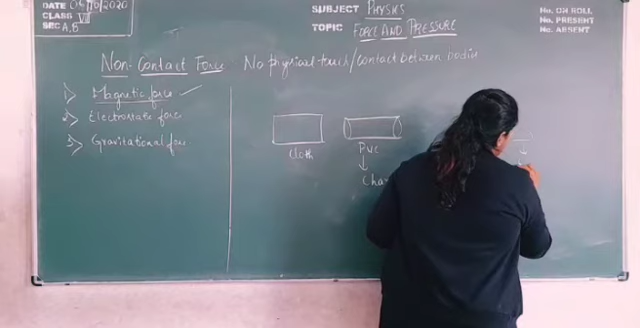 DATE 06/10/2020
CLASS VIII
SEC A,B
SUBJECT PHYSICS
TOPIC FORCE AND PRESSURE
No. ON ROLL
No. PRESENT
No. ABSENT
Non-Contact Force No physical touch/contact between bodies
1> Magnetic force
2> Electrostatic force
3> Gravitational force
Cloth
PVC
Cha